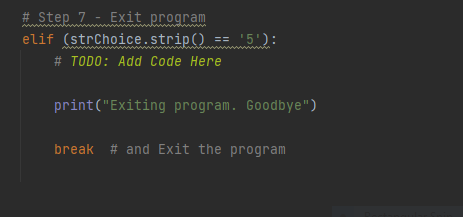 # Step 7 - Exit program
elif (strChoice.strip() == '5'):
# TODO: Add Code Here
print("Exiting program. Goodbye")
break  # and Exit the program